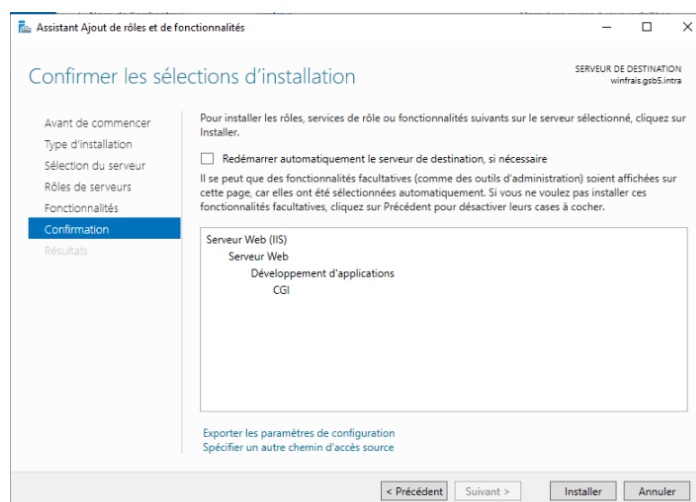 Assistant Ajout de rôles et de fonctionnalités
Confirmer les sélections d'installation
SERVEUR DE DESTINATION
winfrais.gsb5.intra
Avant de commencer
Type d'installation
Sélection du serveur
Rôles de serveurs
Fonctionnalités
Confirmation
Résultats
Pour installer les rôles, services de rôle ou fonctionnalités suivants sur le serveur sélectionné, cliquez sur
Installer.
Redémarrer automatiquement le serveur de destination, si nécessaire
Il se peut que des fonctionnalités facultatives (comme des outils d'administration) soient affichées sur
cette page, car elles ont été sélectionnées automatiquement. Si vous ne voulez pas installer ces
fonctionnalités facultatives, cliquez sur Précédent pour désactiver leurs cases à cocher.
Serveur Web (IIS)
Serveur Web
Développement d'applications
CGI
Exporter les paramètres de configuration
Spécifier un autre chemin d'accès source
< Précédent
Suivant >
Installer
Annuler